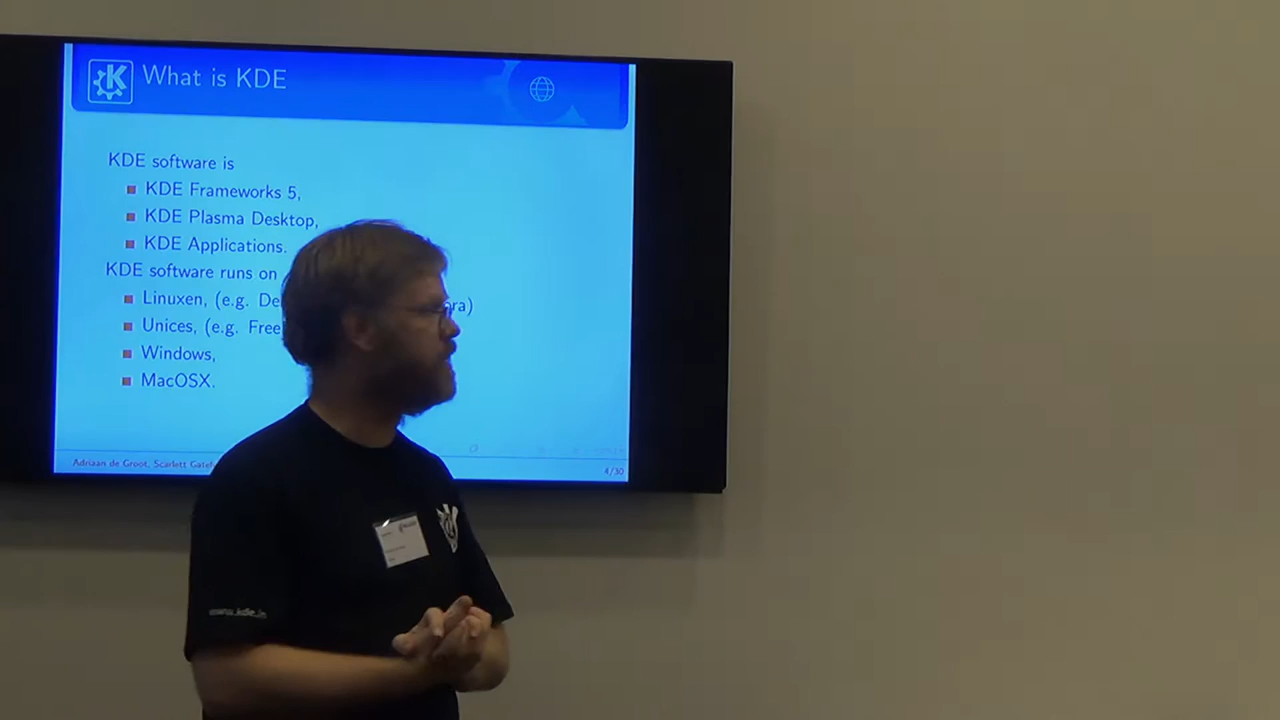 What is KDE
KDE software is
KDE Frameworks 5,
KDE Plasma Desktop,
KDE Applications.
KDE software runs on
Linuxen, (e.g. De ora)
Unices, (e.g. Free
Windows,
MacOSX.
Adriaan de Groot, Scarlett
4/30